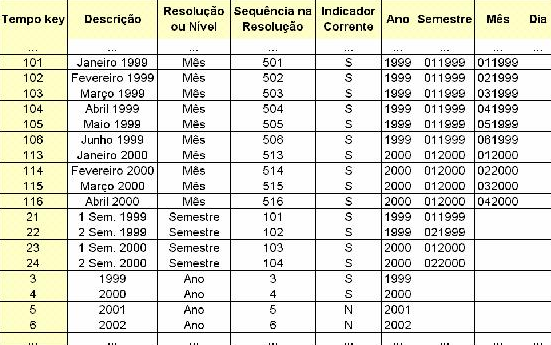 Tempo key Descrição Resolução ou Nível Sequência na Resolução Indicador Corrente Ano Semestre Mês Dia
... ... ... ... ... ... ... ... ...
101 Janeiro 1999 Mês 501 S 1999 011999 011999
102 Fevereiro 1999 Mês 502 S 1999 011999 021999
103 Março 1999 Mês 503 S 1999 011999 031999
104 Abril 1999 Mês 504 S 1999 011999 041999
105 Maio 1999 Mês 505 S 1999 011999 051999
106 Junho 1999 Mês 506 S 1999 011999 061999
113 Janeiro 2000 Mês 513 S 2000 012000 012000
114 Fevereiro 2000 Mês 514 S 2000 012000 022000
115 Março 2000 Mês 515 S 2000 012000 032000
116 Abril 2000 Mês 516 S 2000 012000 042000
21 1 Sem. 1999 Semestre 101 S 1999 011999
22 2 Sem. 1999 Semestre 102 S 1999 021999
23 1 Sem. 2000 Semestre 103 S 2000 012000
24 2 Sem. 2000 Semestre 104 S 2000 022000
3 1999 Ano 3 S 1999
4 2000 Ano 4 S 2000
5 2001 Ano 5 N 2001
6 2002 Ano 6 N 2002
... ... ... ... ... ... ... ... ...